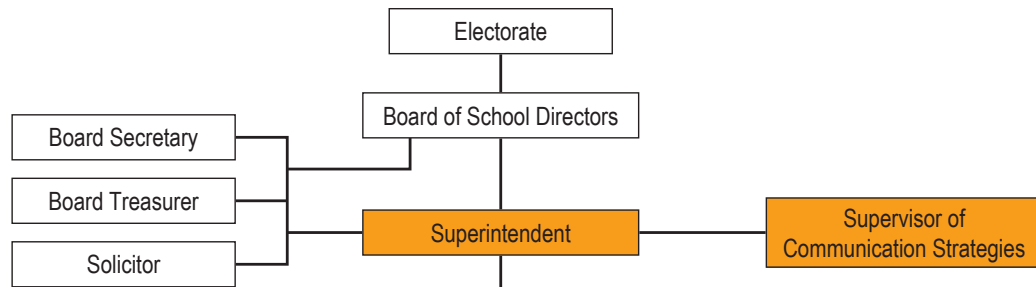 Electorate
Board of School Directors
Board Secretary
Board Treasurer
Solicitor
Superintendent
Supervisor of
Communication Strategies